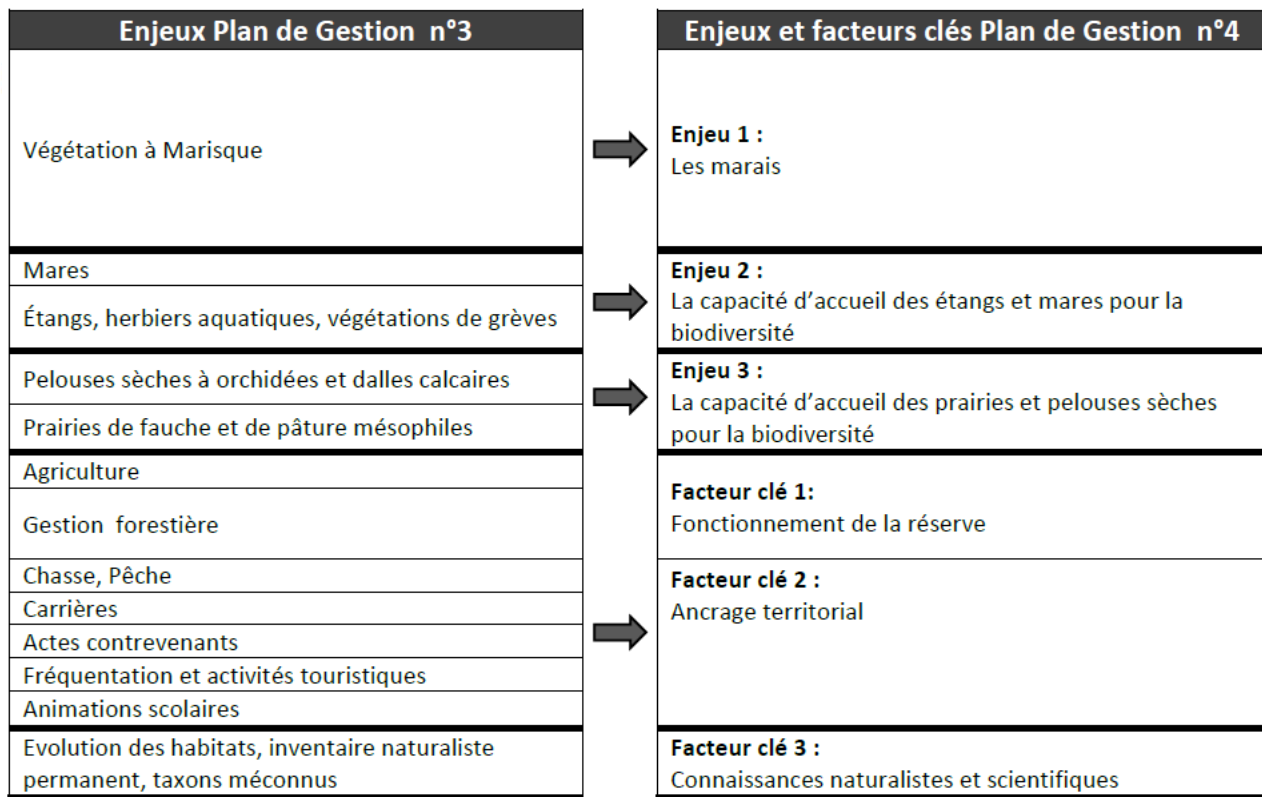 Enjeux Plan de Gestion n°3
Enjeux et facteurs clés Plan de Gestion n°4
Végétation à Marisque
Enjeu 1 :
Les marais
Mares
Étangs, herbiers aquatiques, végétations de grèves
Enjeu 2 :
La capacité d’accueil des étangs et mares pour la
biodiversité
Pelouses sèches à orchidées et dalles calcaires
Prairies de fauche et de pâture mésophiles
Enjeu 3 :
La capacité d’accueil des prairies et pelouses sèches
pour la biodiversité
Agriculture
Gestion forestière
Chasse, Pêche
Carrières
Actes contrevenants
Fréquentation et activités touristiques
Animations scolaires
Facteur clé 1:
Fonctionnement de la réserve
Facteur clé 2 :
Ancrage territorial
Evolution des habitats, inventaire naturaliste
permanent, taxons méconnus
Facteur clé 3 :
Connaissances naturalistes et scientifiques